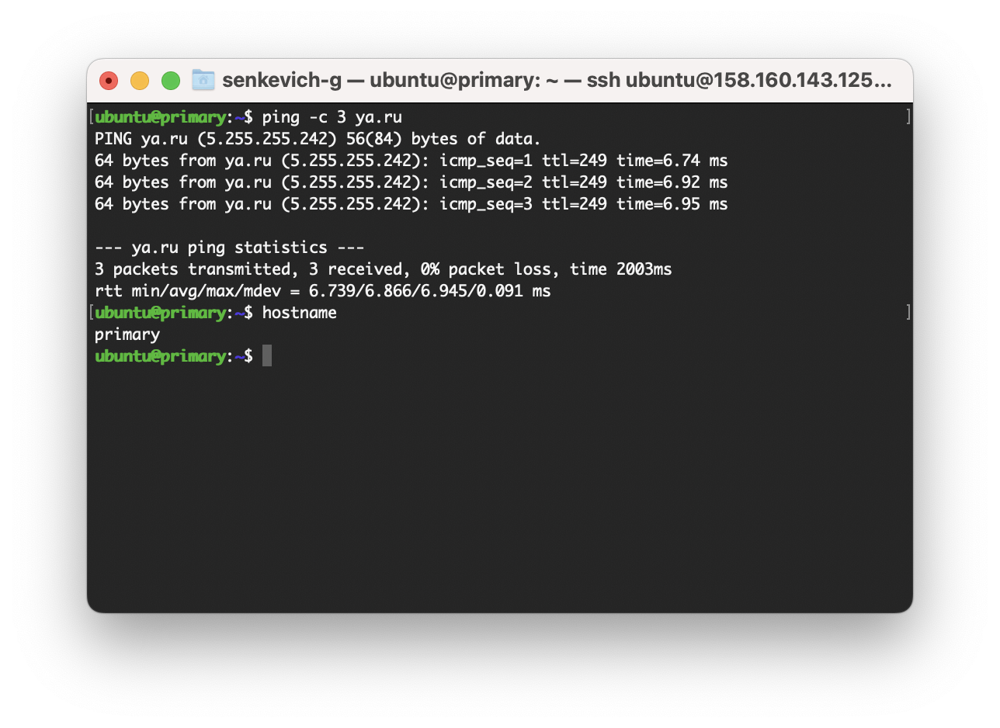 senkevich-g — ubuntu@primary: ~ — ssh ubuntu@158.160.143.125...
[ubuntu@primary:~$ ping -c 3 ya.ru ]
PING ya.ru (5.255.255.242) 56(84) bytes of data.
64 bytes from ya.ru (5.255.255.242): icmp_seq=1 ttl=249 time=6.74 ms
64 bytes from ya.ru (5.255.255.242): icmp_seq=2 ttl=249 time=6.92 ms
64 bytes from ya.ru (5.255.255.242): icmp_seq=3 ttl=249 time=6.95 ms
--- ya.ru ping statistics ---
3 packets transmitted, 3 received, 0% packet loss, time 2003ms
rtt min/avg/max/mdev = 6.739/6.866/6.945/0.091 ms
[ubuntu@primary:~$ hostname ]
primary
ubuntu@primary:~$